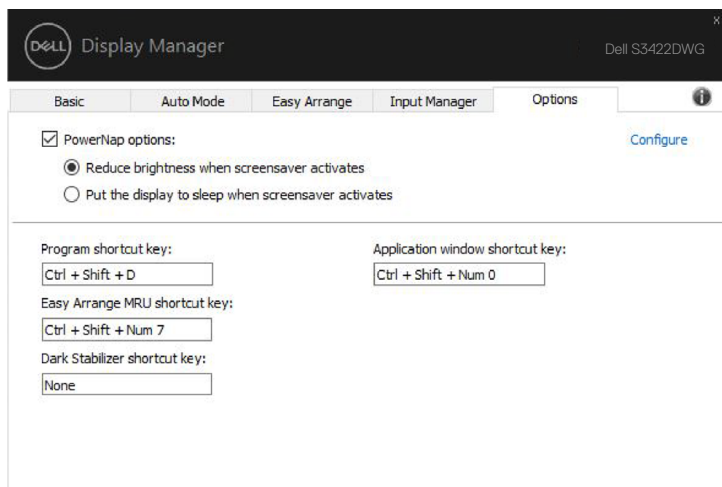 x
DELL Display Manager
Dell S3422DWG
Basic Auto Mode Easy Arrange Input Manager Options i
PowerNap options: Configure
Reduce brightness when screensaver activates
Put the display to sleep when screensaver activates
Program shortcut key: Application window shortcut key:
Ctrl + Shift + D Ctrl + Shift + Num 0
Easy Arrange MRU shortcut key:
Ctrl + Shift + Num 7
Dark Stabilizer shortcut key:
None